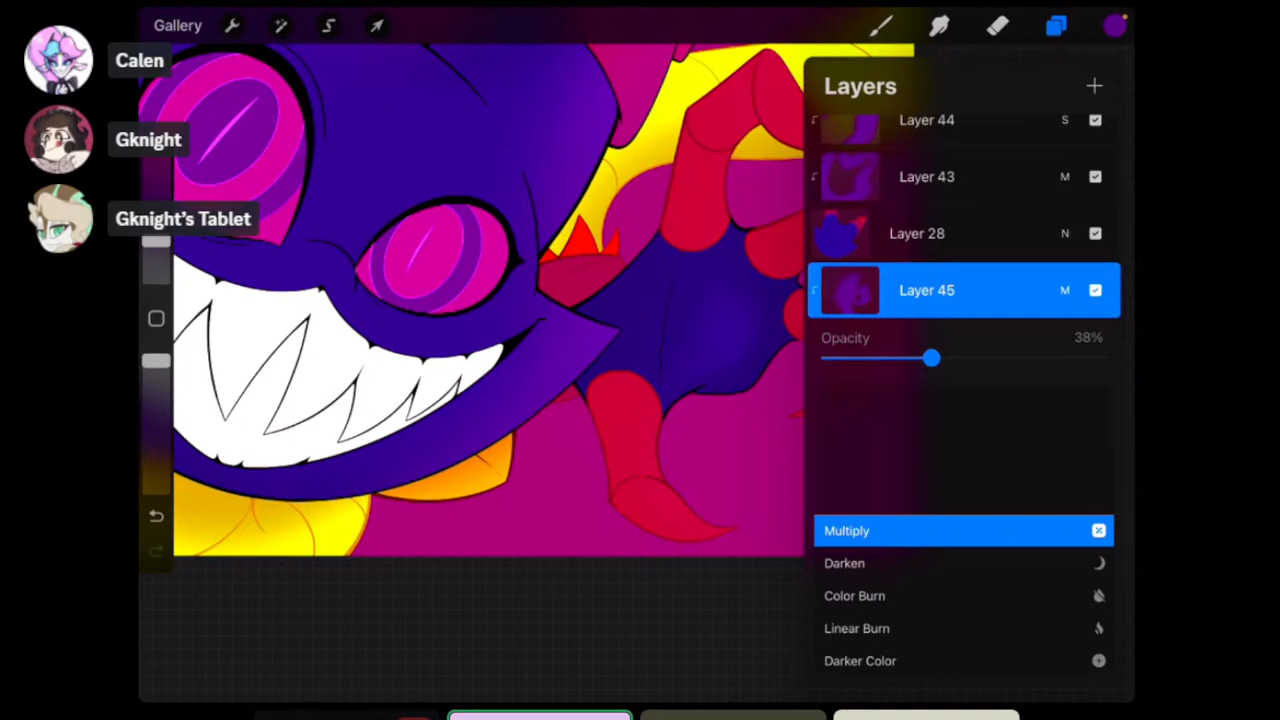 Gallery
Calen
Gknight
Gknight's Tablet
Layers
Layer 44 S
Layer 43 M
Layer 28 N
Layer 45 M
Opacity 38%
Multiply
Darken
Color Burn
Linear Burn
Darker Color